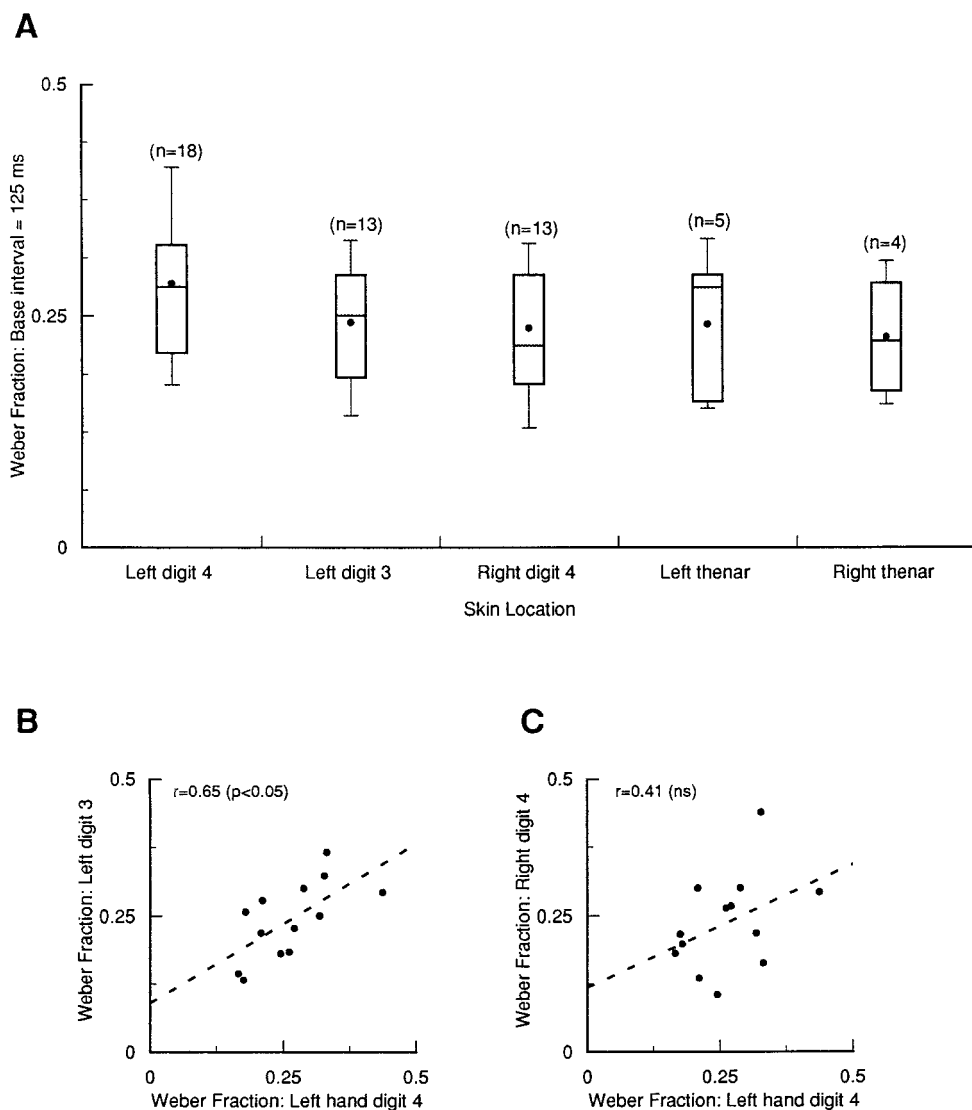 A
0.5
(n=18)
(n=13)
(n=13)
(n=5)
(n=4)
Weber Fraction: Base interval = 125 ms
0.25
0
Left digit 4
Left digit 3
Right digit 4
Left thenar
Right thenar
Skin Location
B
0.5
r=0.65 (p<0.05)
Weber Fraction: Left digit 3
0.25
0
0
0.25
0.5
Weber Fraction: Left hand digit 4
C
0.5
r=0.41 (ns)
Weber Fraction: Right digit 4
0.25
0
0
0.25
0.5
Weber Fraction: Left hand digit 4